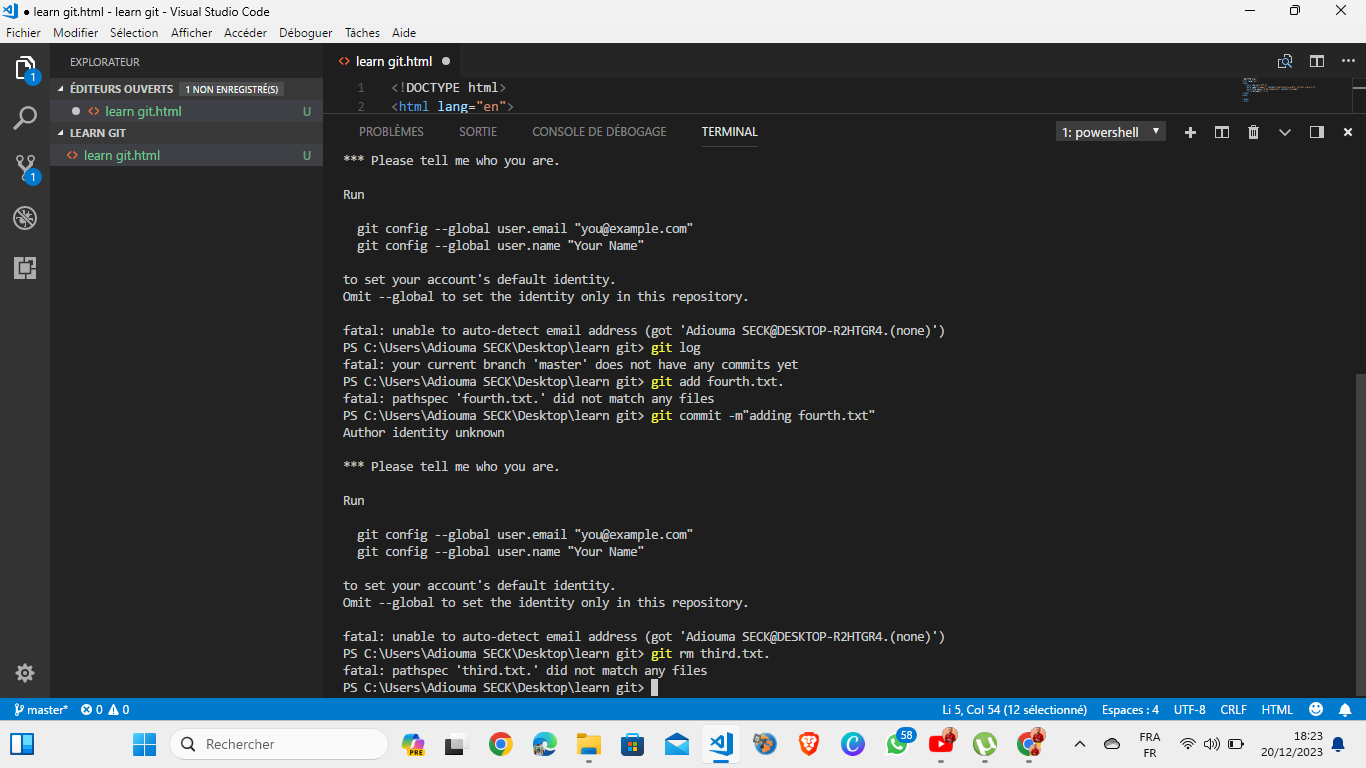 ● learn git.html - learn git - Visual Studio Code
Fichier Modifier Sélection Afficher Accéder Déboguer Tâches Aide
EXPLORATEUR
learn git.html ●
ÉDITEURS OUVERTS 1 NON ENREGISTRÉ(S)
1 <!DOCTYPE html>
1
learn git.html U
2 <html lang="en">
LEARN GIT
learn git.html U
1
PROBLÈMES SORTIE CONSOLE DE DÉBOGAGE TERMINAL 1: powershell
*** Please tell me who you are.
Run
git config --global user.email "you@example.com"
git config --global user.name "Your Name"
to set your account's default identity.
Omit --global to set the identity only in this repository.
fatal: unable to auto-detect email address (got 'Adiouma SECK@DESKTOP-R2HTGR4.(none)')
PS C:\Users\Adiouma SECK\Desktop\learn git> git log
fatal: your current branch 'master' does not have any commits yet
PS C:\Users\Adiouma SECK\Desktop\learn git> git add fourth.txt.
fatal: pathspec 'fourth.txt.' did not match any files
PS C:\Users\Adiouma SECK\Desktop\learn git> git commit -m"adding fourth.txt"
Author identity unknown
*** Please tell me who you are.
Run
git config --global user.email "you@example.com"
git config --global user.name "Your Name"
to set your account's default identity.
Omit --global to set the identity only in this repository.
fatal: unable to auto-detect email address (got 'Adiouma SECK@DESKTOP-R2HTGR4.(none)')
PS C:\Users\Adiouma SECK\Desktop\learn git> git rm third.txt.
fatal: pathspec 'third.txt.' did not match any files
PS C:\Users\Adiouma SECK\Desktop\learn git>
master* 0 0 Li 5, Col 54 (12 sélectionné) Espaces : 4 UTF-8 CRLF HTML
Rechercher
PRE
58
FRA
FR
18:23
20/12/2023